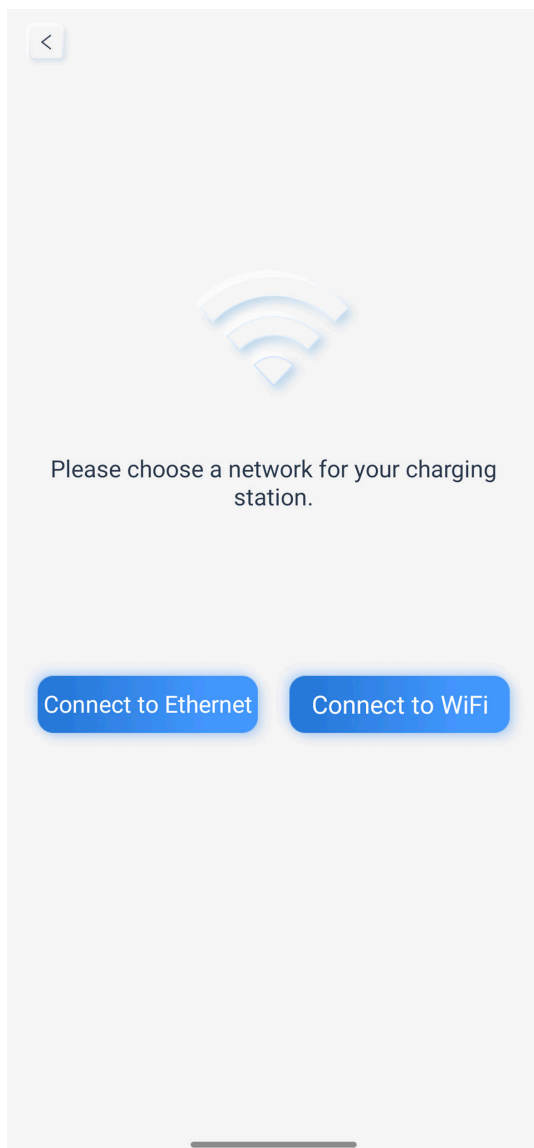 Please choose a network for your charging
station.
Connect to Ethernet
Connect to WiFi